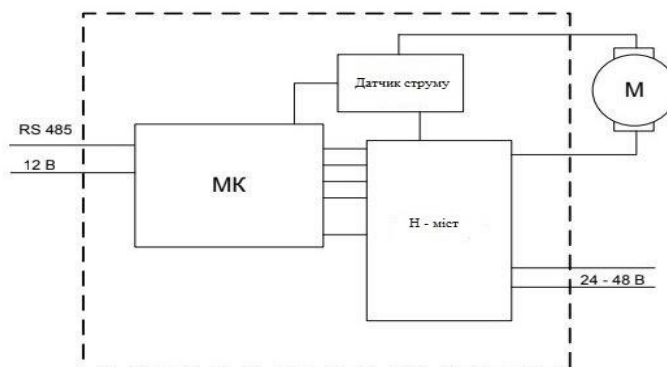 Датчик струму
М
RS 485
12 В
МК
Н - міст
24 - 48 В